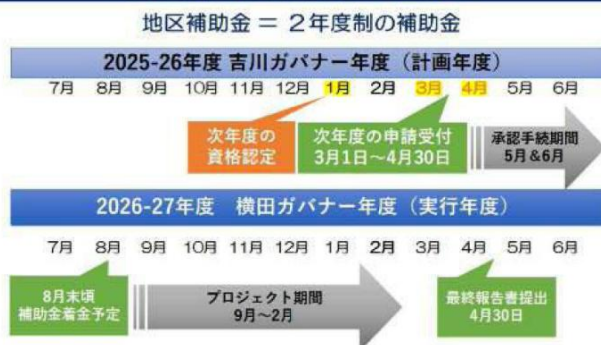 地区補助金 = 2年度制の補助金
2025-26年度 吉川ガバナー年度（計画年度）
7月 8月 9月 10月 11月 12月 1月 2月 3月 4月 5月 6月
次年度の
資格認定
次年度の申請受付
3月1日～4月30日
承認手続期間
5月&6月
2026-27年度 横田ガバナー年度（実行年度）
7月 8月 9月 10月 11月 12月 1月 2月 3月 4月 5月 6月
8月末頃
補助金着金予定
プロジェクト期間
9月～2月
最終報告書提出
4月30日